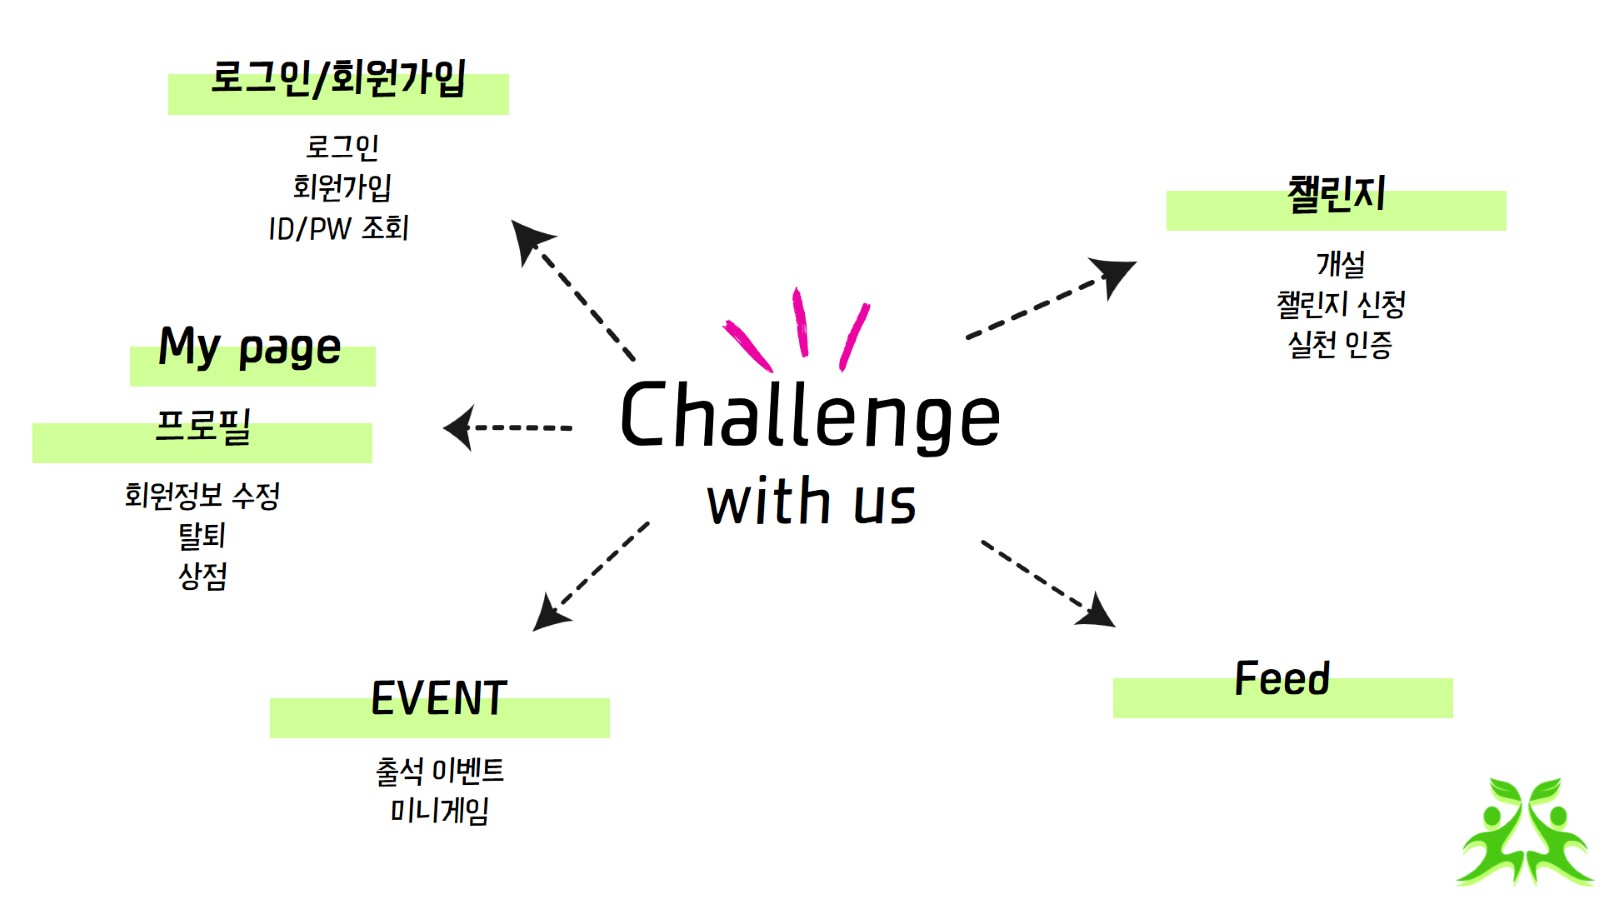 로그인/회원가입
로그인
회원가입
ID/PW 조회
My page
프로필
회원정보 수정
탈퇴
상점
EVENT
출석 이벤트
미니게임
Challenge
with us
챌린지
개설
챌린지 신청
실천 인증
Feed